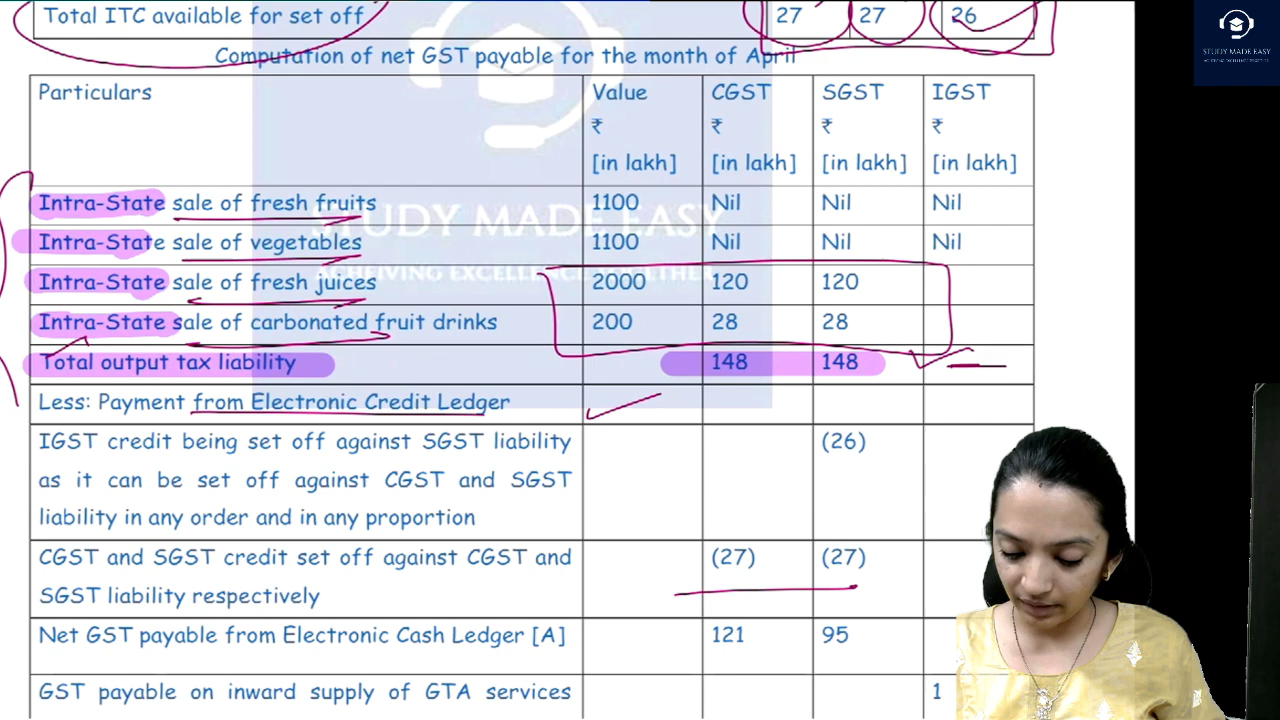 Total ITC available for set off 27 27 26
STUDY MADE EASY
Computation of net GST payable for the month of April
Particulars Value CGST SGST IGST
₹ ₹ ₹ ₹
[in lakh] [in lakh] [in lakh] [in lakh]
Intra-State sale of fresh fruits 1100 Nil Nil Nil
STUDY MADE EASY
Intra-State sale of vegetables 1100 Nil Nil Nil
ACHEIVING EXCELLENCE TOGETHER
Intra-State sale of fresh juices 2000 120 120
Intra-State sale of carbonated fruit drinks 200 28 28
Total output tax liability 148 148
Less: Payment from Electronic Credit Ledger
IGST credit being set off against SGST liability (26)
as it can be set off against CGST and SGST
liability in any order and in any proportion
CGST and SGST credit set off against CGST and (27) (27)
SGST liability respectively
Net GST payable from Electronic Cash Ledger [A] 121 95
GST payable on inward supply of GTA services 1